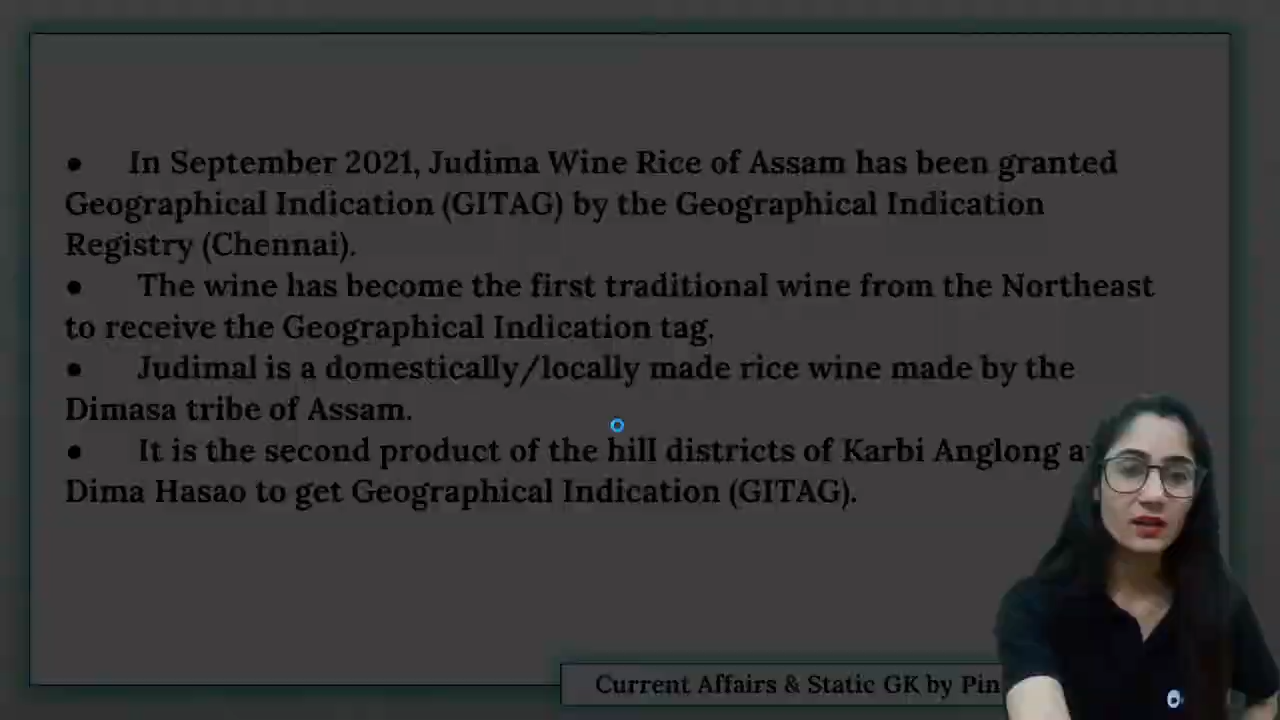 ● In September 2021, Judima Wine Rice of Assam has been granted
Geographical Indication (GITAG) by the Geographical Indication
Registry (Chennai).
● The wine has become the first traditional wine from the Northeast
to receive the Geographical Indication tag.
● Judimal is a domestically/locally made rice wine made by the
Dimasa tribe of Assam.
● It is the second product of the hill districts of Karbi Anglong
Dima Hasao to get Geographical Indication (GITAG).
Current Affairs & Static GK by Pin